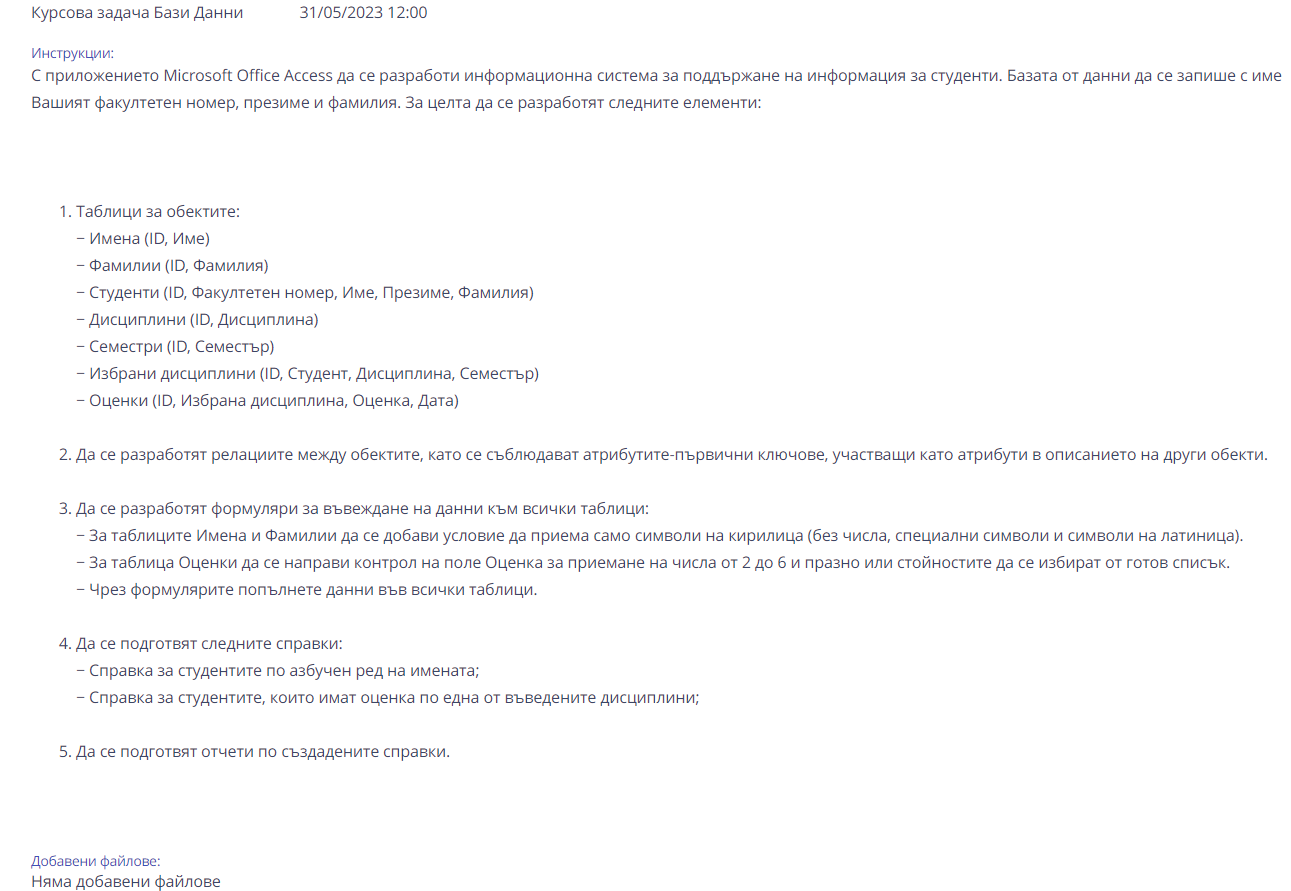 Курсова задача Бази Данни 31/05/2023 12:00
Инструкции:
С приложението Microsoft Office Access да се разработи информационна система за поддържане на информация за студенти. Базата от данни да се запише с име
Вашият факултетен номер, презиме и фамилия. За целта да се разработят следните елементи:
1. Таблици за обектите:
− Имена (ID, Име)
− Фамилии (ID, Фамилия)
− Студенти (ID, Факултетен номер, Име, Презиме, Фамилия)
− Дисциплини (ID, Дисциплина)
− Семестри (ID, Семестър)
− Избрани дисциплини (ID, Студент, Дисциплина, Семестър)
− Оценки (ID, Избрана дисциплина, Оценка, Дата)
2. Да се разработят релациите между обектите, като се съблюдават атрибутите-първични ключове, участващи като атрибути в описанието на други обекти.
3. Да се разработят формуляри за въвеждане на данни към всички таблици:
− За таблиците Имена и Фамилии да се добави условие да приема само символи на кирилица (без числа, специални символи и символи на латиница).
− За таблица Оценки да се направи контрол на поле Оценка за приемане на числа от 2 до 6 и празно или стойностите да се избират от готов списък.
− Чрез формулярите попълнете данни във всички таблици.
4. Да се подготвят следните справки:
− Справка за студентите по азбучен ред на имената;
− Справка за студентите, които имат оценка по една от въведените дисциплини;
5. Да се подготвят отчети по създадените справки.
Добавени файлове:
Няма добавени файлове